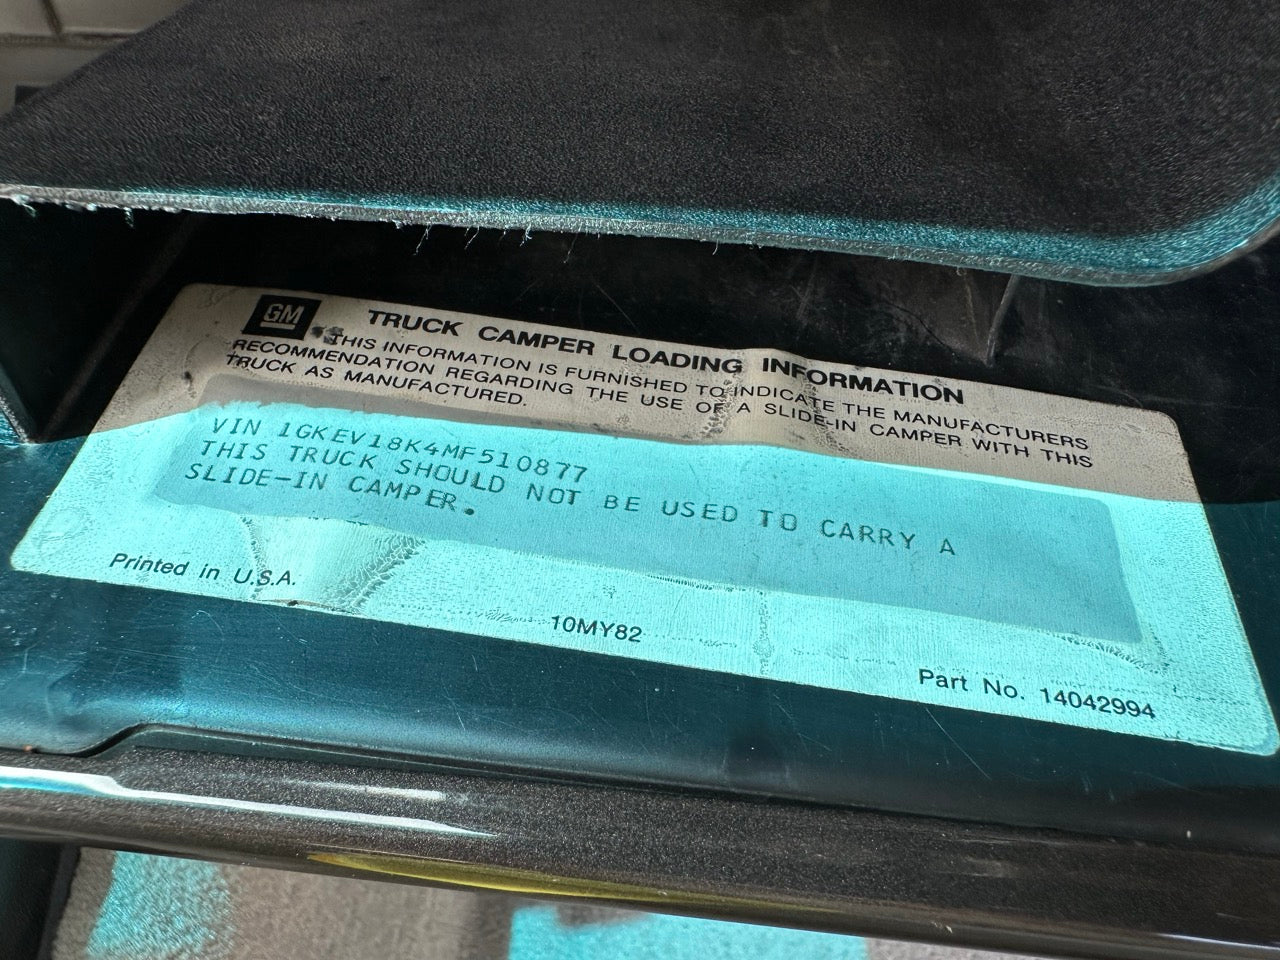 GM
TRUCK CAMPER LOADING INFORMATION
THIS INFORMATION IS FURNISHED TO INDICATE THE MANUFACTURERS
RECOMMENDATION REGARDING THE USE OF A SLIDE-IN CAMPER WITH THIS
TRUCK AS MANUFACTURED.
VIN 1GKEV18K4MF510877
THIS TRUCK SHOULD NOT BE USED TO CARRY A
SLIDE-IN CAMPER.
Printed in U.S.A.
10MY82
Part No. 14042994